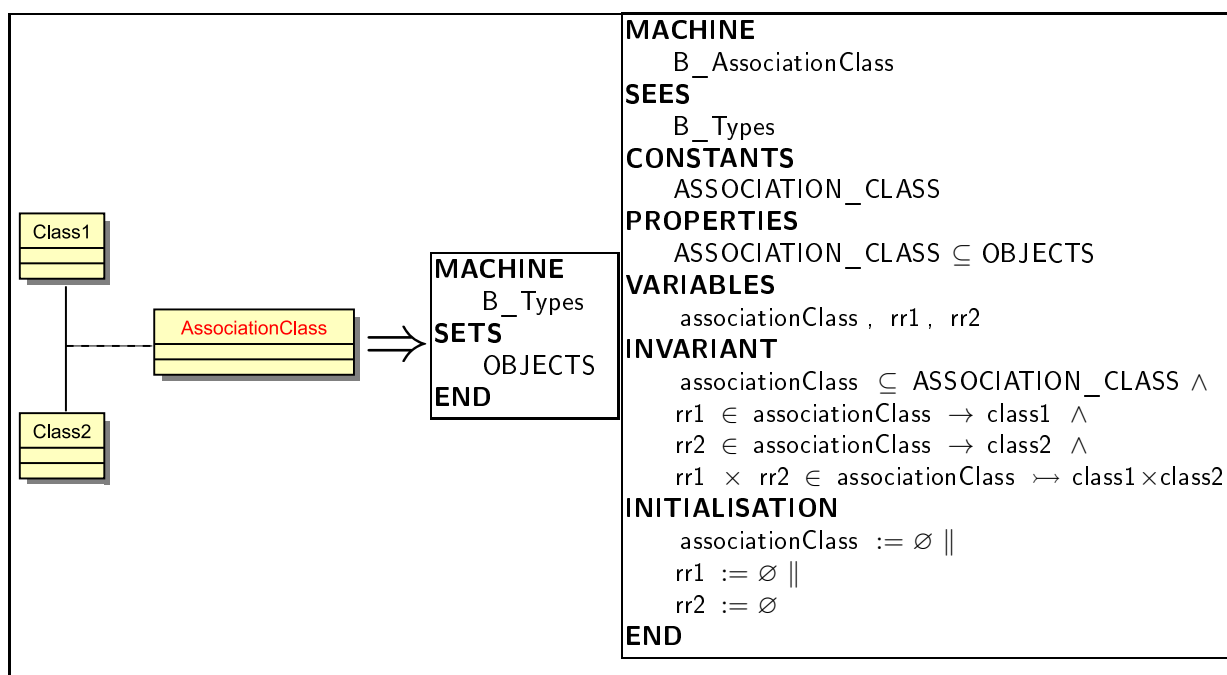 Class1
AssociationClass
Class2
⇒
MACHINE
B_Types
SETS
OBJECTS
END
MACHINE
B_AssociationClass
SEES
B_Types
CONSTANTS
ASSOCIATION_CLASS
PROPERTIES
ASSOCIATION_CLASS ⊆ OBJECTS
VARIABLES
associationClass , rr1 , rr2
INVARIANT
associationClass ⊆ ASSOCIATION_CLASS ∧
rr1 ∈ associationClass → class1 ∧
rr2 ∈ associationClass → class2 ∧
rr1 × rr2 ∈ associationClass ↣ class1×class2
INITIALISATION
associationClass := ∅ ∥
rr1 := ∅ ∥
rr2 := ∅
END